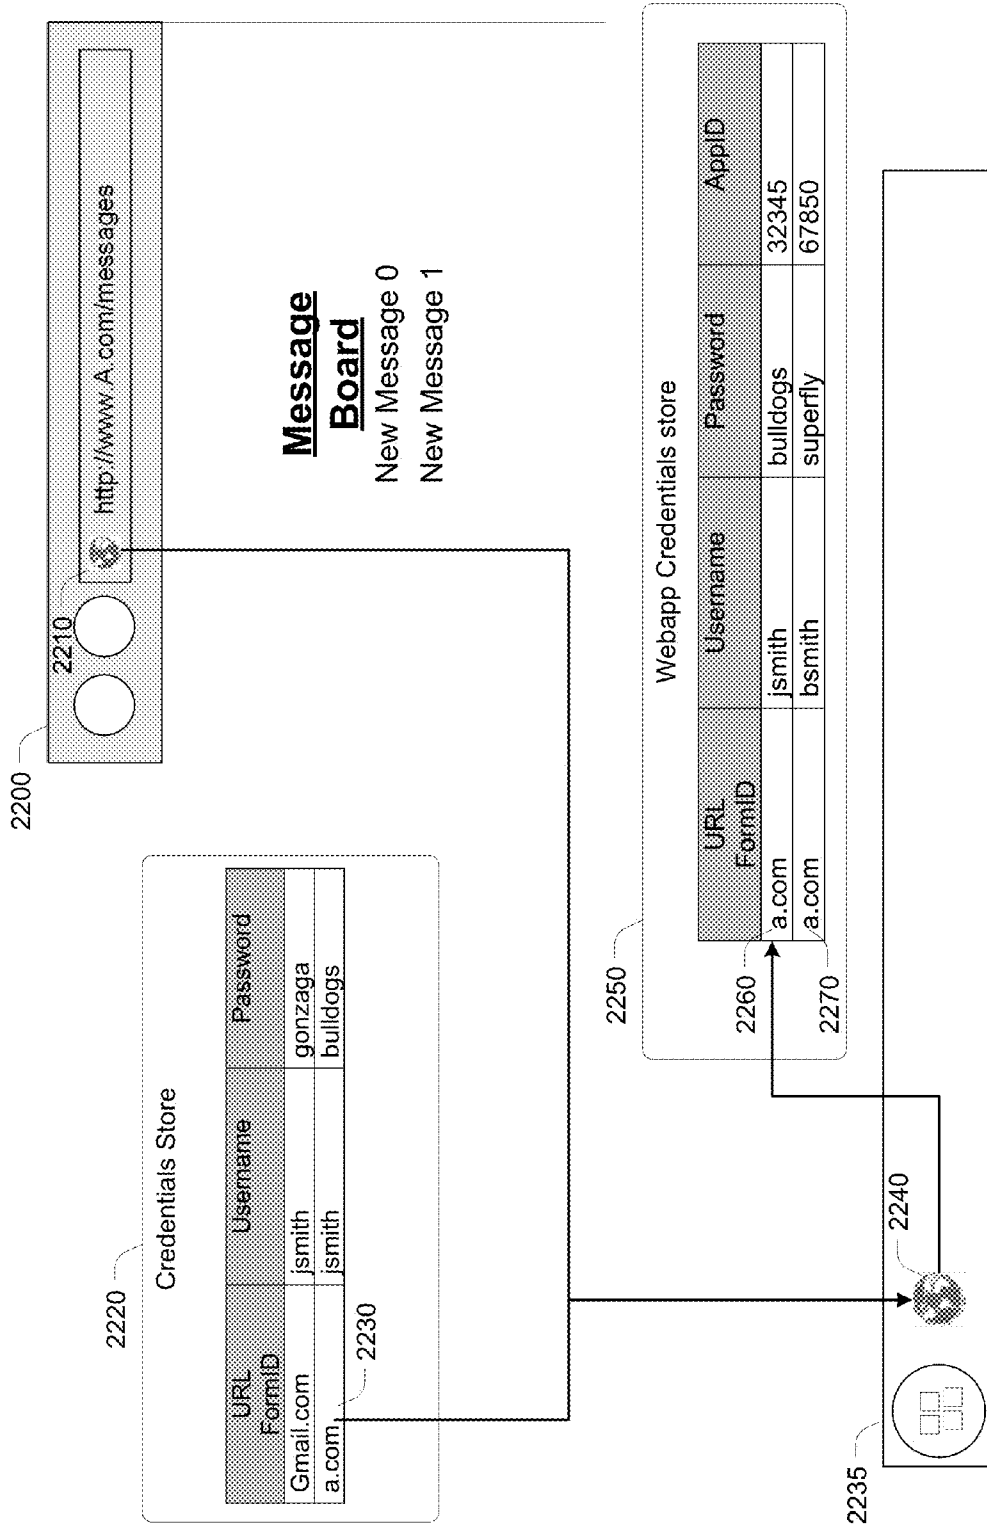 2200
2210
http://www.A.com/messages
Message
Board
New Message 0
New Message 1
2220
Credentials Store
URL
FormID
Username
Password
Gmail.com
jsmith
gonzaga
a.com
jsmith
bulldogs
2230
2250
Webapp Credentials store
URL
FormID
Username
Password
AppID
a.com
jsmith
bulldogs
32345
a.com
bsmith
superfly
67850
2260
2270
2240
2235